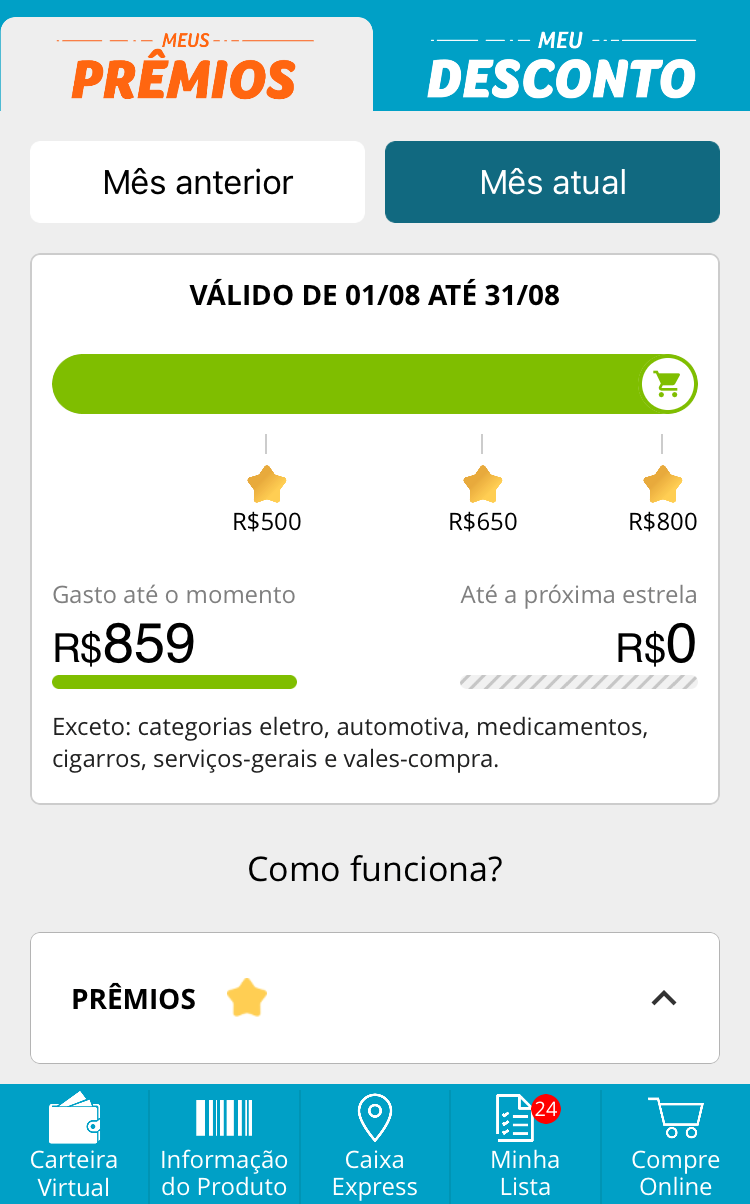 MEUS
PRÊMIOS
MEU
DESCONTO
Mês anterior
Mês atual
VÁLIDO DE 01/08 ATÉ 31/08
R$500
R$650
R$800
Gasto até o momento
R$859
Até a próxima estrela
R$0
Exceto: categorias eletro, automotiva, medicamentos,
cigarros, serviços-gerais e vales-compra.
Como funciona?
PRÊMIOS
Carteira
Virtual
Informação
do Produto
Caixa
Express
24
Minha
Lista
Compre
Online